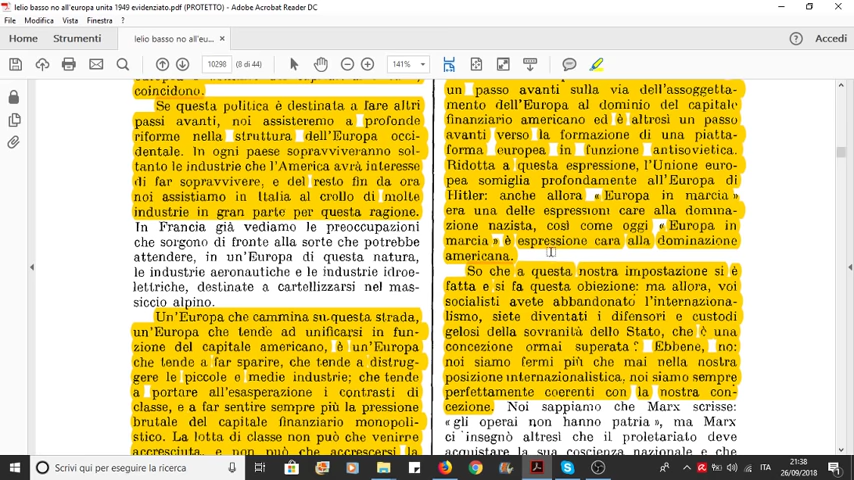 lelio basso no all'europa unita 1949 evidenziato.pdf (PROTETTO) - Adobe Acrobat Reader DC
File Modifica Vista Finestra ?
Home Strumenti lelio basso no all'eu... × Accedi
10298 (8 di 44) 141%
coincidono.
Se questa politica è destinata a fare altri
passi avanti, noi assisteremo a profonde
riforme nella struttura dell'Europa occi-
dentale. In ogni paese sopravviveranno sol-
tanto le industrie che l'America avrà interesse
di far sopravvivere, e del resto fin da ora
noi assistiamo in Italia al crollo di molte
industrie in gran parte per questa ragione.
In Francia già vediamo le preoccupazioni
che sorgono di fronte alla sorte che potrebbe
attendere, in un'Europa di questa natura,
le industrie aeronautiche e le industrie idroe-
lettriche, destinate a cartellizzarsi nel mas-
siccio alpino.
Un'Europa che cammina su questa strada,
un'Europa che tende ad unificarsi in fun-
zione del capitale americano, è un'Europa
che tende a far sparire, che tende a distrug-
gere le piccole e medie industrie; che tende
a portare all'esasperazione i contrasti di
classe, e a far sentire sempre più la pressione
brutale del capitale finanziario monopoli-
stico. La lotta di classe non può che venirne
accresciuta, e non può che accrescersi la
un passo avanti sulla via dell'assoggetta-
mento dell'Europa al dominio del capitale
finanziario americano ed è altresì un passo
avanti verso la formazione di una piatta-
forma europea in funzione antisovietica.
Ridotta a questa espressione, l'Unione euro-
pea somiglia profondamente all'Europa di
Hitler: anche allora « Europa in marcia »
era una delle espressioni care alla domina-
zione nazista, così come oggi « Europa in
marcia » è espressione cara alla dominazione
americana.
So che a questa nostra impostazione si è
fatta e si fa questa obiezione: ma allora, voi
socialisti avete abbandonato l'internaziona-
lismo, siete diventati i difensori e custodi
gelosi della sovranità dello Stato, che è una
concezione ormai superata? Ebbene, no:
noi siamo fermi più che mai nella nostra
posizione internazionalistica, noi siamo sempre
perfettamente coerenti con la nostra con-
cezione. Noi sappiamo che Marx scrisse:
« gli operai non hanno patria », ma Marx
ci insegnò altresì che il proletariato deve
acquistare la sua coscienza nazionale e che
Scrivi qui per eseguire la ricerca
ITA
21:38
26/09/2018